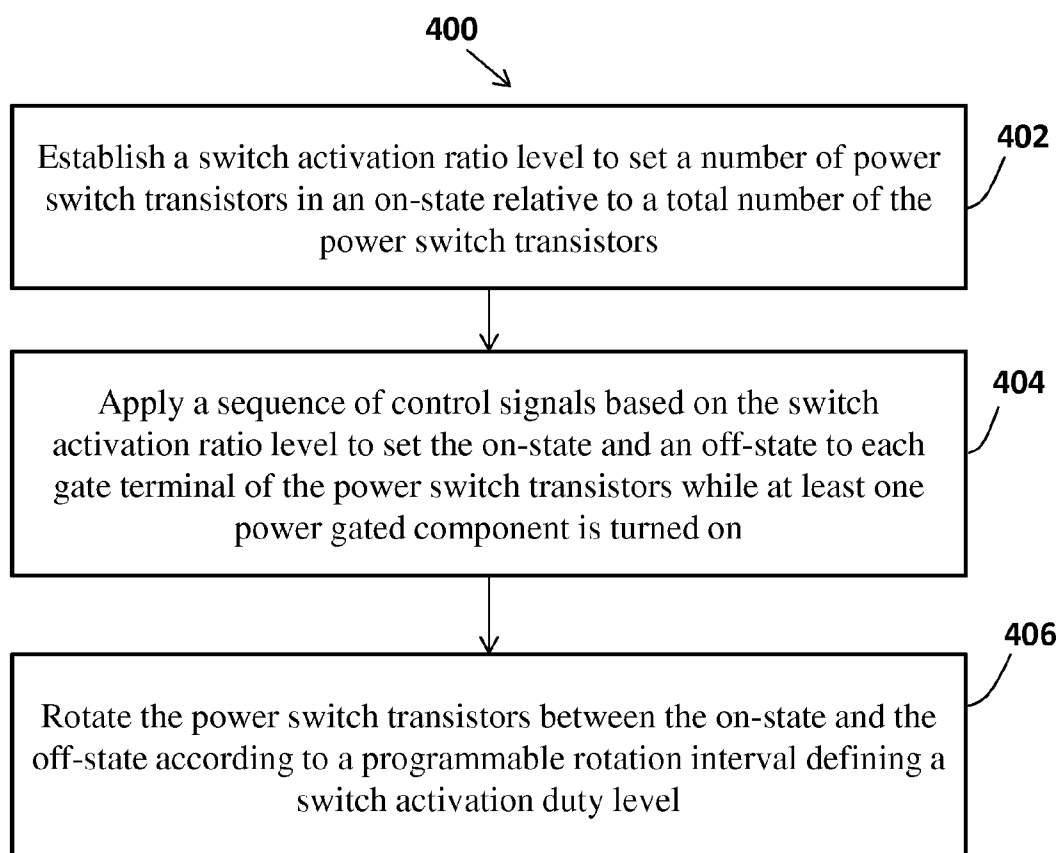 400
402
Establish a switch activation ratio level to set a number of power
switch transistors in an on-state relative to a total number of the
power switch transistors
404
Apply a sequence of control signals based on the switch
activation ratio level to set the on-state and an off-state to each
gate terminal of the power switch transistors while at least one
power gated component is turned on
406
Rotate the power switch transistors between the on-state and the
off-state according to a programmable rotation interval defining a
switch activation duty level